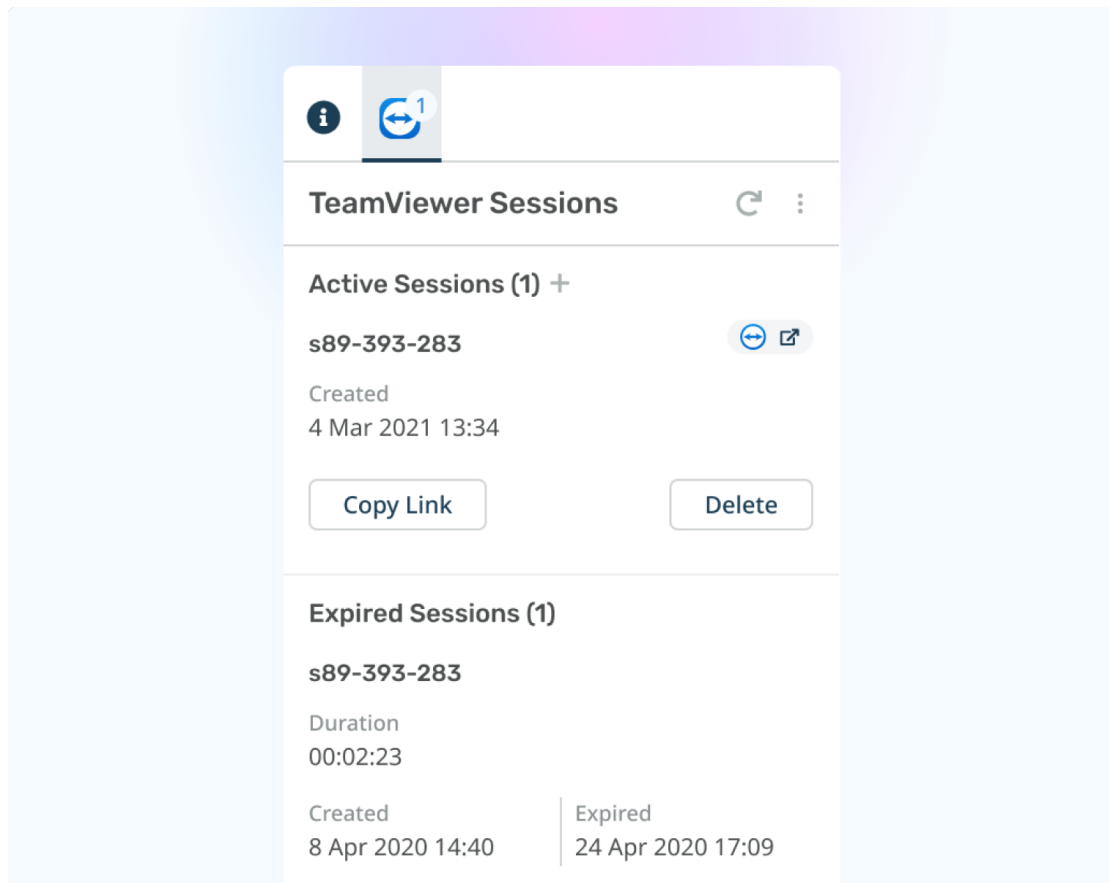 1
TeamViewer Sessions
Active Sessions (1)
s89-393-283
Created
4 Mar 2021 13:34
Copy Link
Delete
Expired Sessions (1)
s89-393-283
Duration
00:02:23
Created
8 Apr 2020 14:40
Expired
24 Apr 2020 17:09